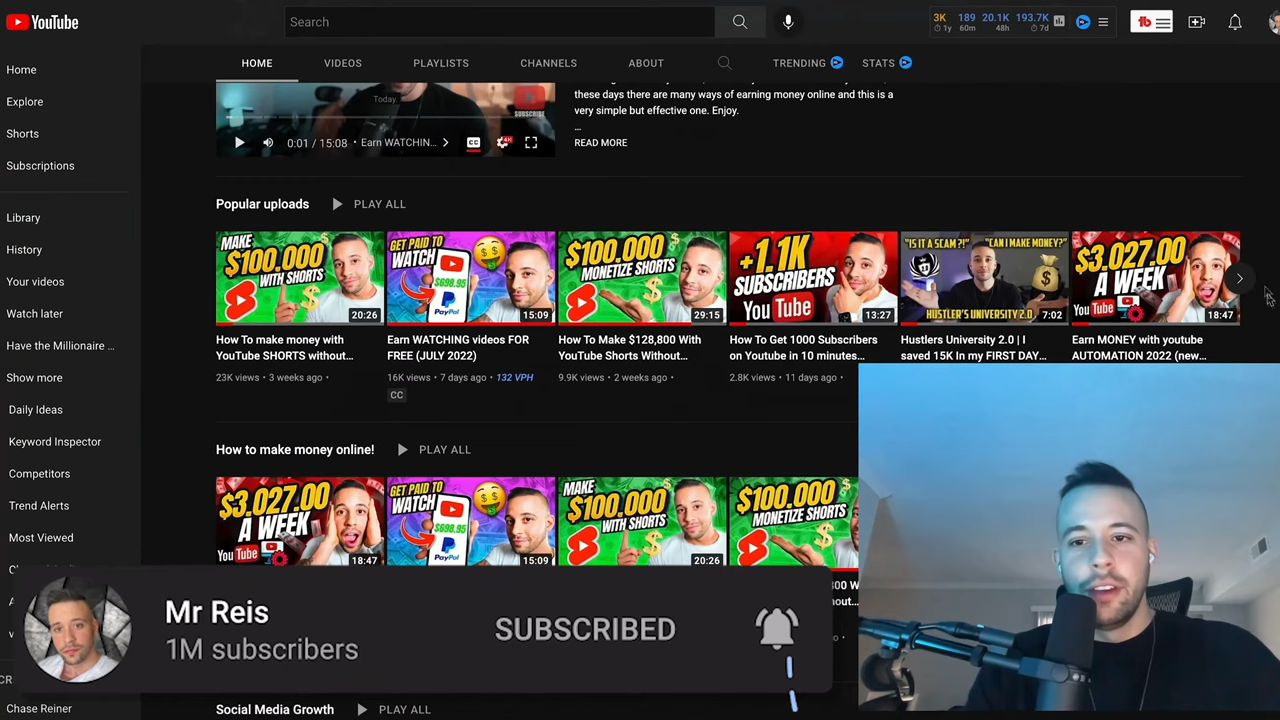 YouTube
Search
3K 189 20.1K 193.7K
1y 60m 48h 7d
tb
Home
Explore
Shorts
Subscriptions
Library
History
Your videos
Watch later
Have the Millionaire ...
Show more
Daily Ideas
Keyword Inspector
Competitors
Trend Alerts
Most Viewed
HOME VIDEOS PLAYLISTS CHANNELS ABOUT TRENDING STATS
Today.
SUBSCRIBE
0:01 / 15:08 • Earn WATCHIN...
CC
these days there are many ways of earning money online and this is a
very simple but effective one. Enjoy.
...
READ MORE
Popular uploads PLAY ALL
MAKE
$100.000
WITH SHORTS
20:26
How To make money with
YouTube SHORTS without...
23K views • 3 weeks ago •
GET PAID TO
WATCH
$698.95
PayPal
15:09
Earn WATCHING videos FOR
FREE (JULY 2022)
16K views • 7 days ago • 132 VPH
CC
$100.000
MONETIZE SHORTS
29:15
How To Make $128,800 With
YouTube Shorts Without...
9.9K views • 2 weeks ago •
+1.1K
SUBSCRIBERS
YouTube
13:27
How To Get 1000 Subscribers
on Youtube in 10 minutes...
2.8K views • 11 days ago •
"IS IT A SCAM ?!" "CAN I MAKE MONEY?"
HUSTLER'S UNIVERSITY 2.0
7:02
Hustlers University 2.0 | I
saved 15K In my FIRST DAY...
$3,027.00
A WEEK
YouTube
18:47
Earn MONEY with youtube
AUTOMATION 2022 (new...
How to make money online! PLAY ALL
$3,027.00
A WEEK
YouTube
18:47
GET PAID TO
WATCH
$698.95
PayPal
15:09
MAKE
$100.000
WITH SHORTS
20:26
$100.000
MONETIZE SHORTS
Mr Reis
1M subscribers
SUBSCRIBED
Chase Reiner
Social Media Growth PLAY ALL